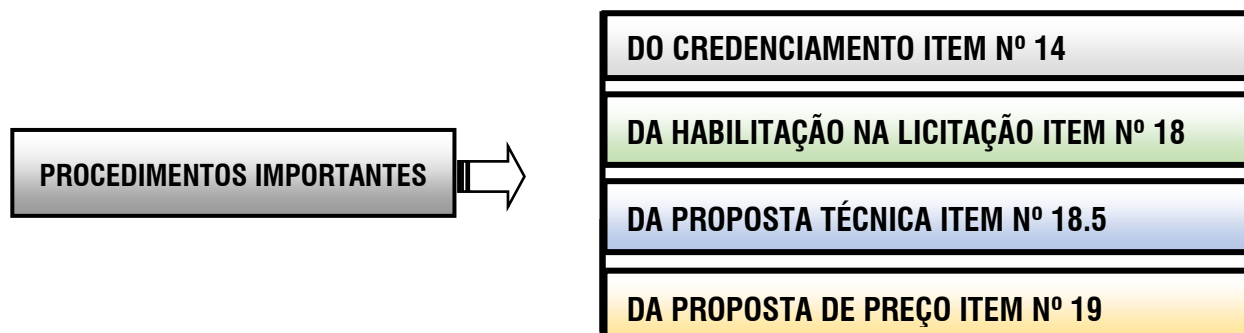 PROCEDIMENTOS IMPORTANTES
DO CREDENCIAMENTO ITEM Nº 14
DA HABILITAÇÃO NA LICITAÇÃO ITEM Nº 18
DA PROPOSTA TÉCNICA ITEM Nº 18.5
DA PROPOSTA DE PREÇO ITEM Nº 19